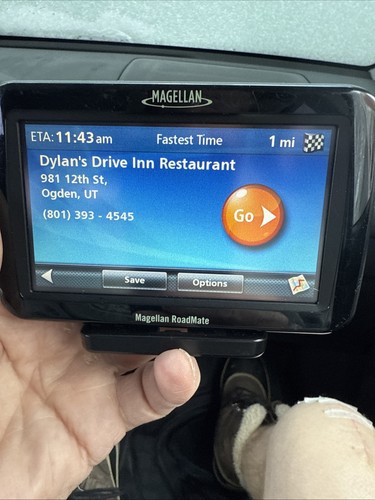 MAGELLAN
ETA: 11:43 am Fastest Time 1 mi
Dylan's Drive Inn Restaurant
981 12th St,
Ogden, UT
(801) 393 - 4545
Go
Save Options
Magellan RoadMate